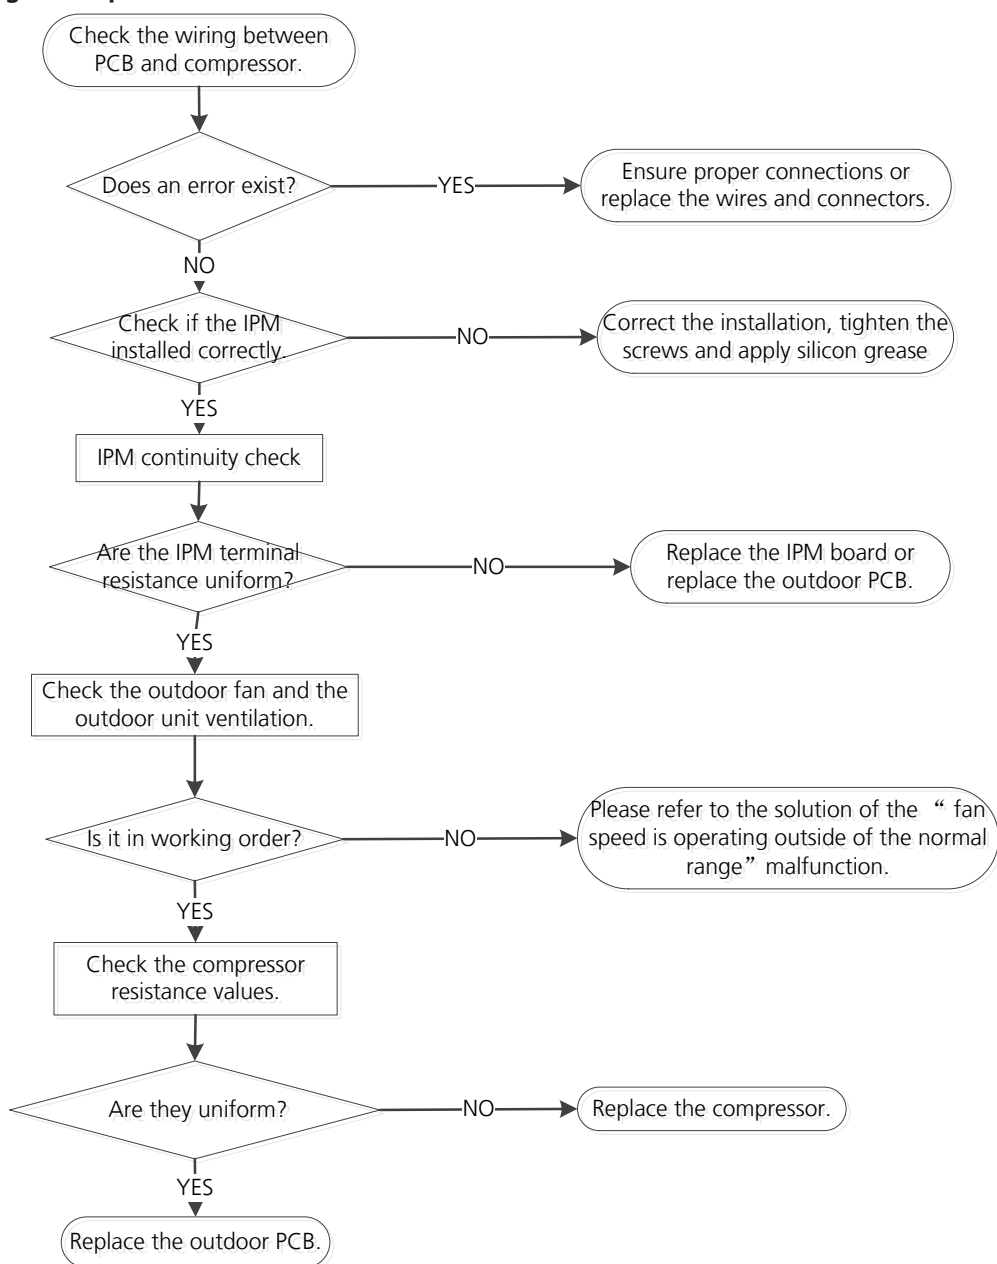 Check the wiring between
PCB and compressor.
Does an error exist?
YES
Ensure proper connections or
replace the wires and connectors.
NO
Check if the IPM
installed correctly.
NO
Correct the installation, tighten the
screws and apply silicon grease
YES
IPM continuity check
Are the IPM terminal
resistance uniform?
NO
Replace the IPM board or
replace the outdoor PCB.
YES
Check the outdoor fan and the
outdoor unit ventilation.
Is it in working order?
NO
Please refer to the solution of the “ fan
speed is operating outside of the normal
range” malfunction.
YES
Check the compressor
resistance values.
Are they uniform?
NO
Replace the compressor.
YES
Replace the outdoor PCB.